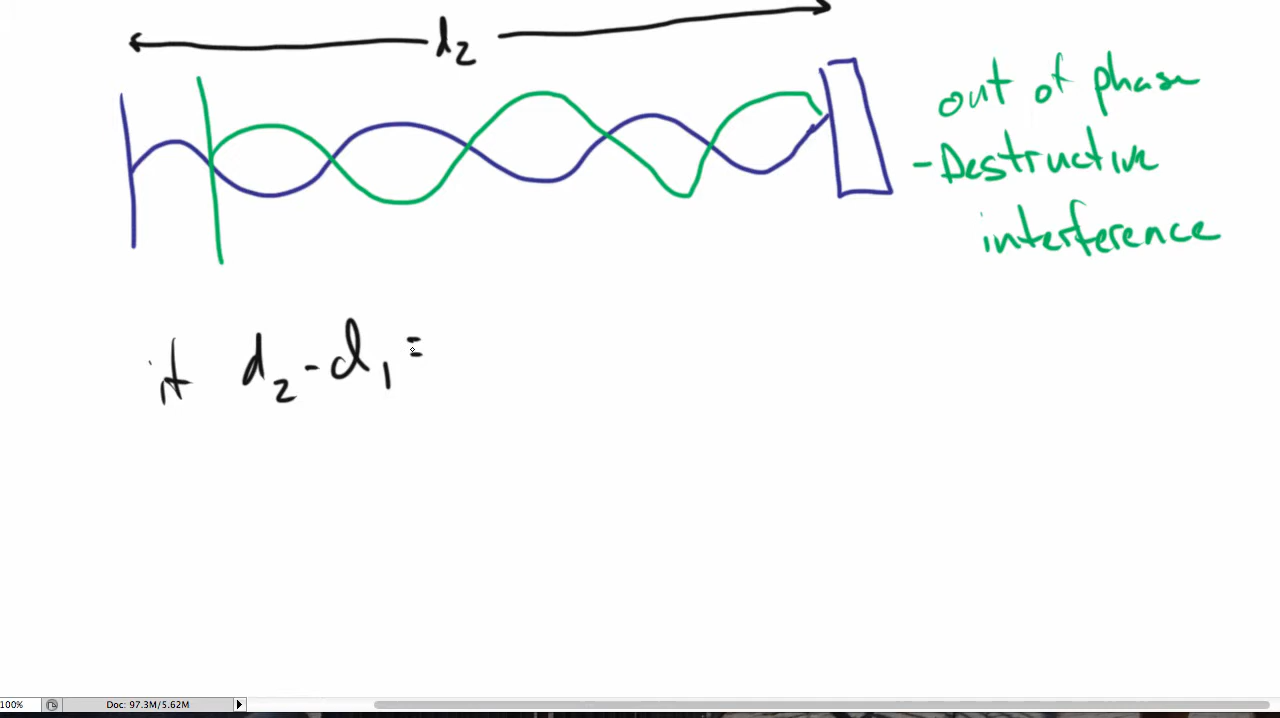 d2
out of phase
- Destructive
interference
if d2 - d1 =
100%
Doc: 97.3M/5.62M